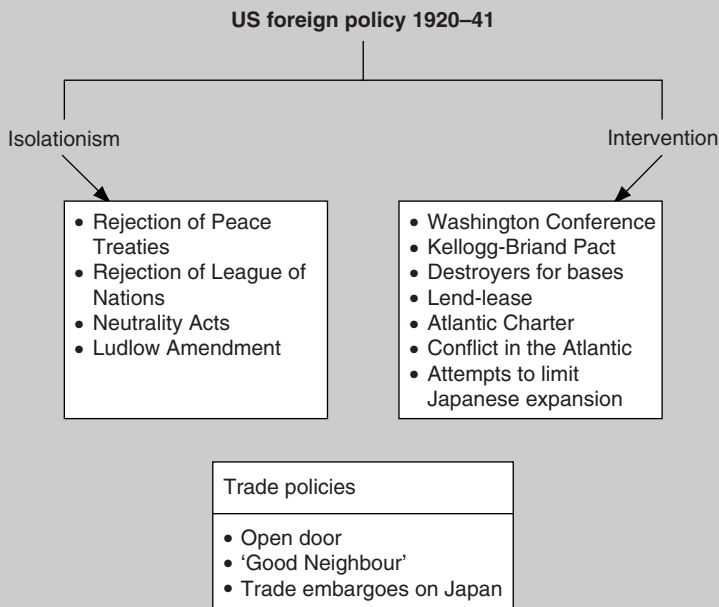 US foreign policy 1920–41
Isolationism
Intervention
• Rejection of Peace
Treaties
• Rejection of League of
Nations
• Neutrality Acts
• Ludlow Amendment
• Washington Conference
• Kellogg-Briand Pact
• Destroyers for bases
• Lend-lease
• Atlantic Charter
• Conflict in the Atlantic
• Attempts to limit
Japanese expansion
Trade policies
• Open door
• ‘Good Neighbour’
• Trade embargoes on Japan